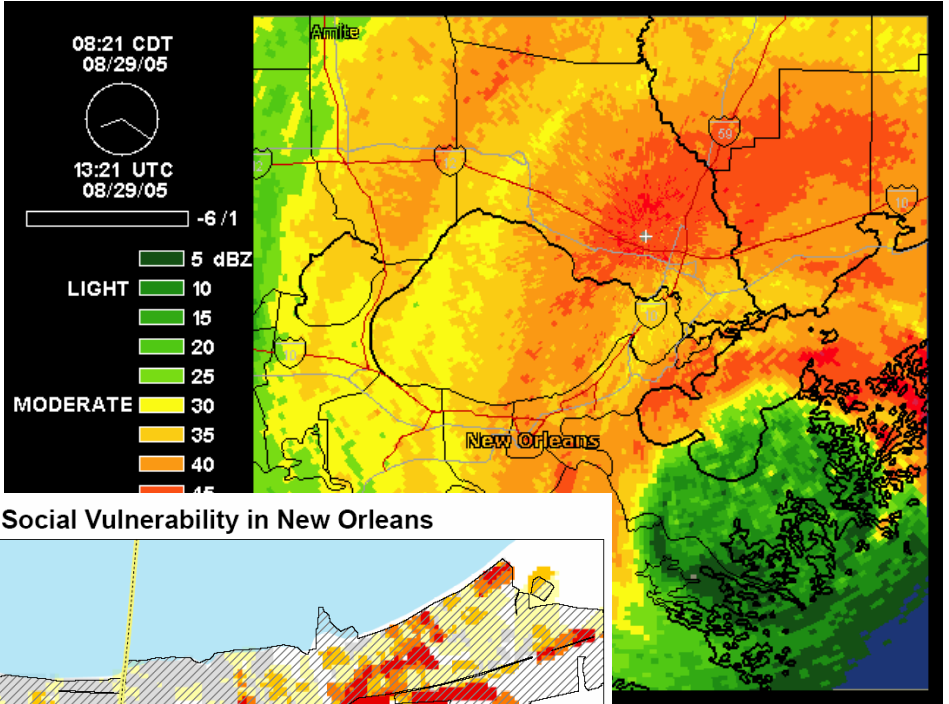 08:21 CDT
08/29/05
13:21 UTC
08/29/05
-6 /1
5 dBZ
LIGHT 10
15
20
25
MODERATE 30
35
40
45
Amite
59
10
10
10
New Orleans
Social Vulnerability in New Orleans